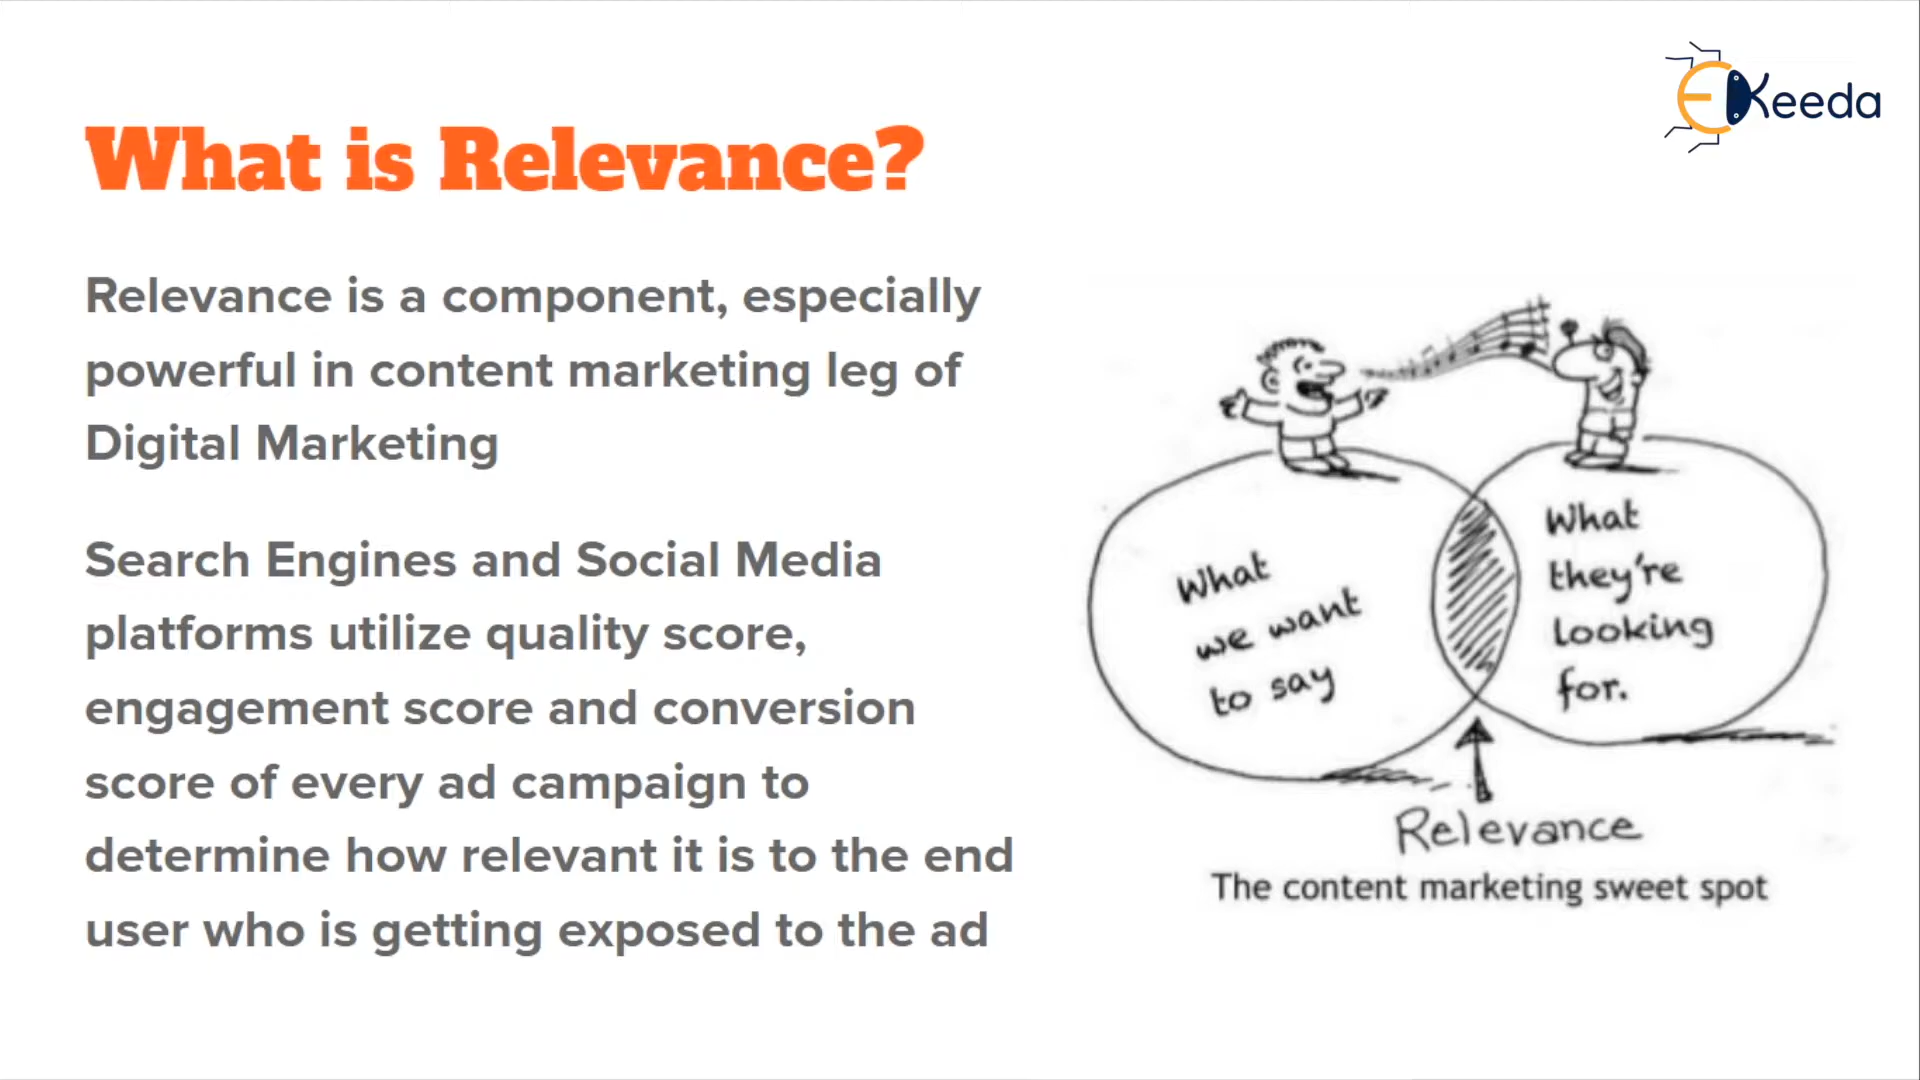 EKeeda
What is Relevance?
Relevance is a component, especially
powerful in content marketing leg of
Digital Marketing
Search Engines and Social Media
platforms utilize quality score,
engagement score and conversion
score of every ad campaign to
determine how relevant it is to the end
user who is getting exposed to the ad
What
we want
to say
What
they're
looking
for.
Relevance
The content marketing sweet spot